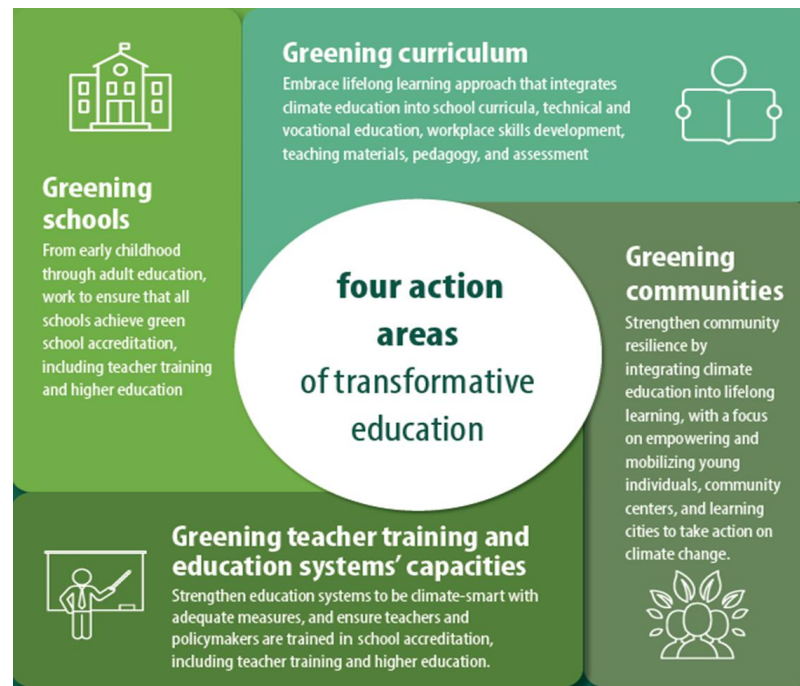 Greening
schools
From early childhood
through adult education,
work to ensure that all
schools achieve green
school accreditation,
including teacher training
and higher education
Greening curriculum
Embrace lifelong learning approach that integrates
climate education into school curricula, technical and
vocational education, workplace skills development,
teaching materials, pedagogy, and assessment
four action
areas
of transformative
education
Greening
communities
Strengthen community
resilience by
integrating climate
education into lifelong
learning, with a focus
on empowering and
mobilizing young
individuals, community
centers, and learning
cities to take action on
climate change.
Greening teacher training and
education systems’ capacities
Strengthen education systems to be climate-smart with
adequate measures, and ensure teachers and
policymakers are trained in school accreditation,
including teacher training and higher education.